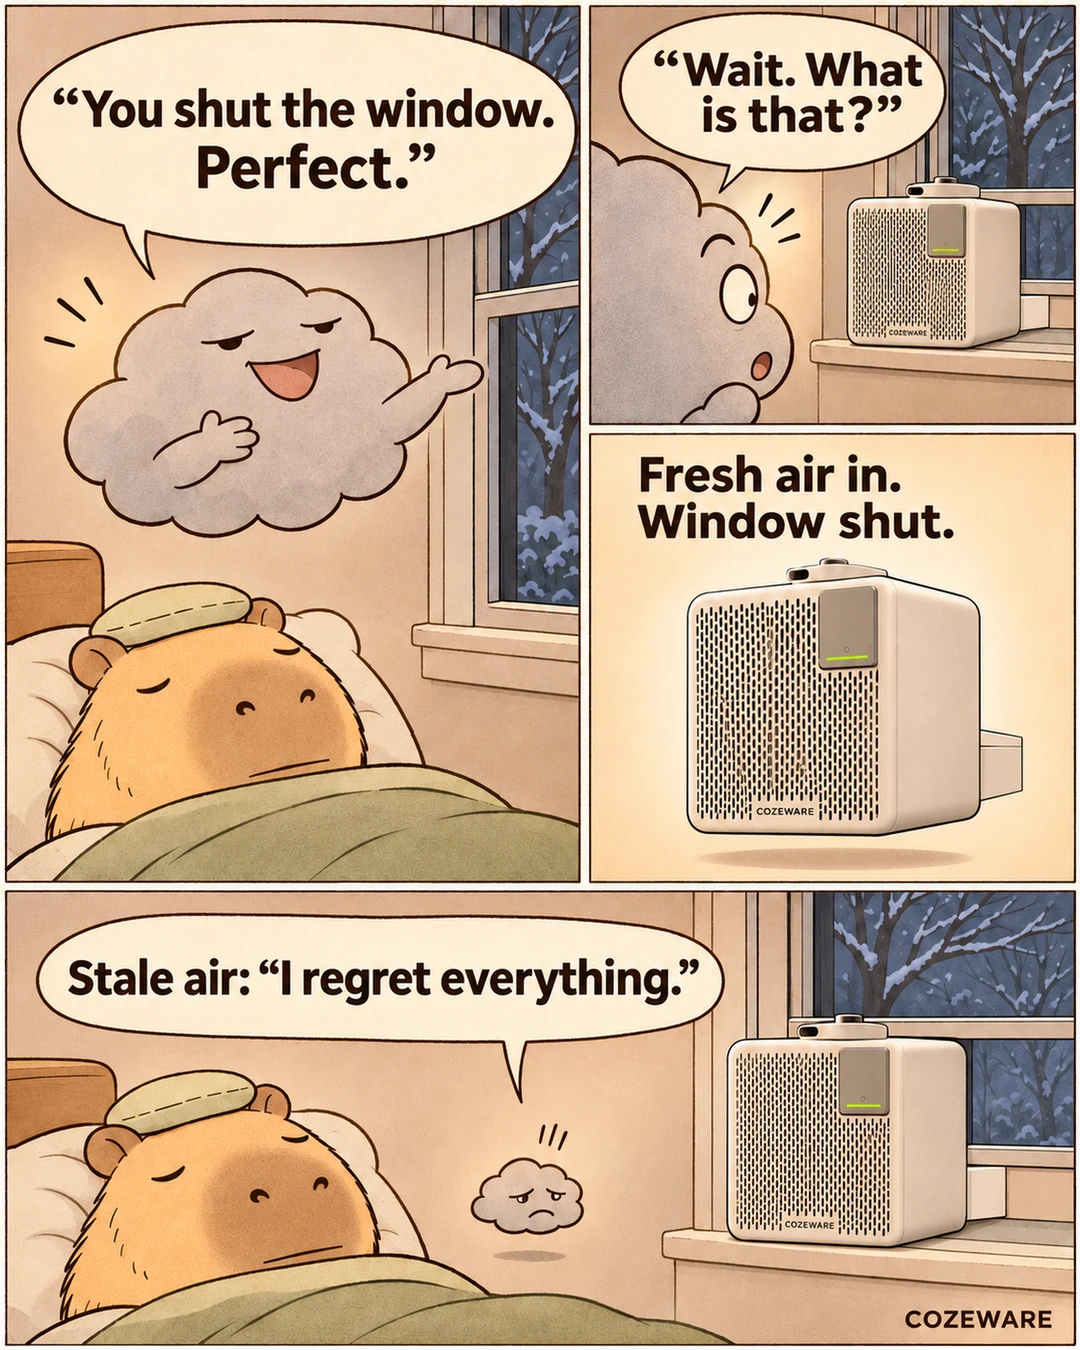 “You shut the window.
Perfect.”
“Wait. What
is that?”
COZEWARE
Fresh air in.
Window shut.
COZEWARE
Stale air: “I regret everything.”
COZEWARE
COZEWARE